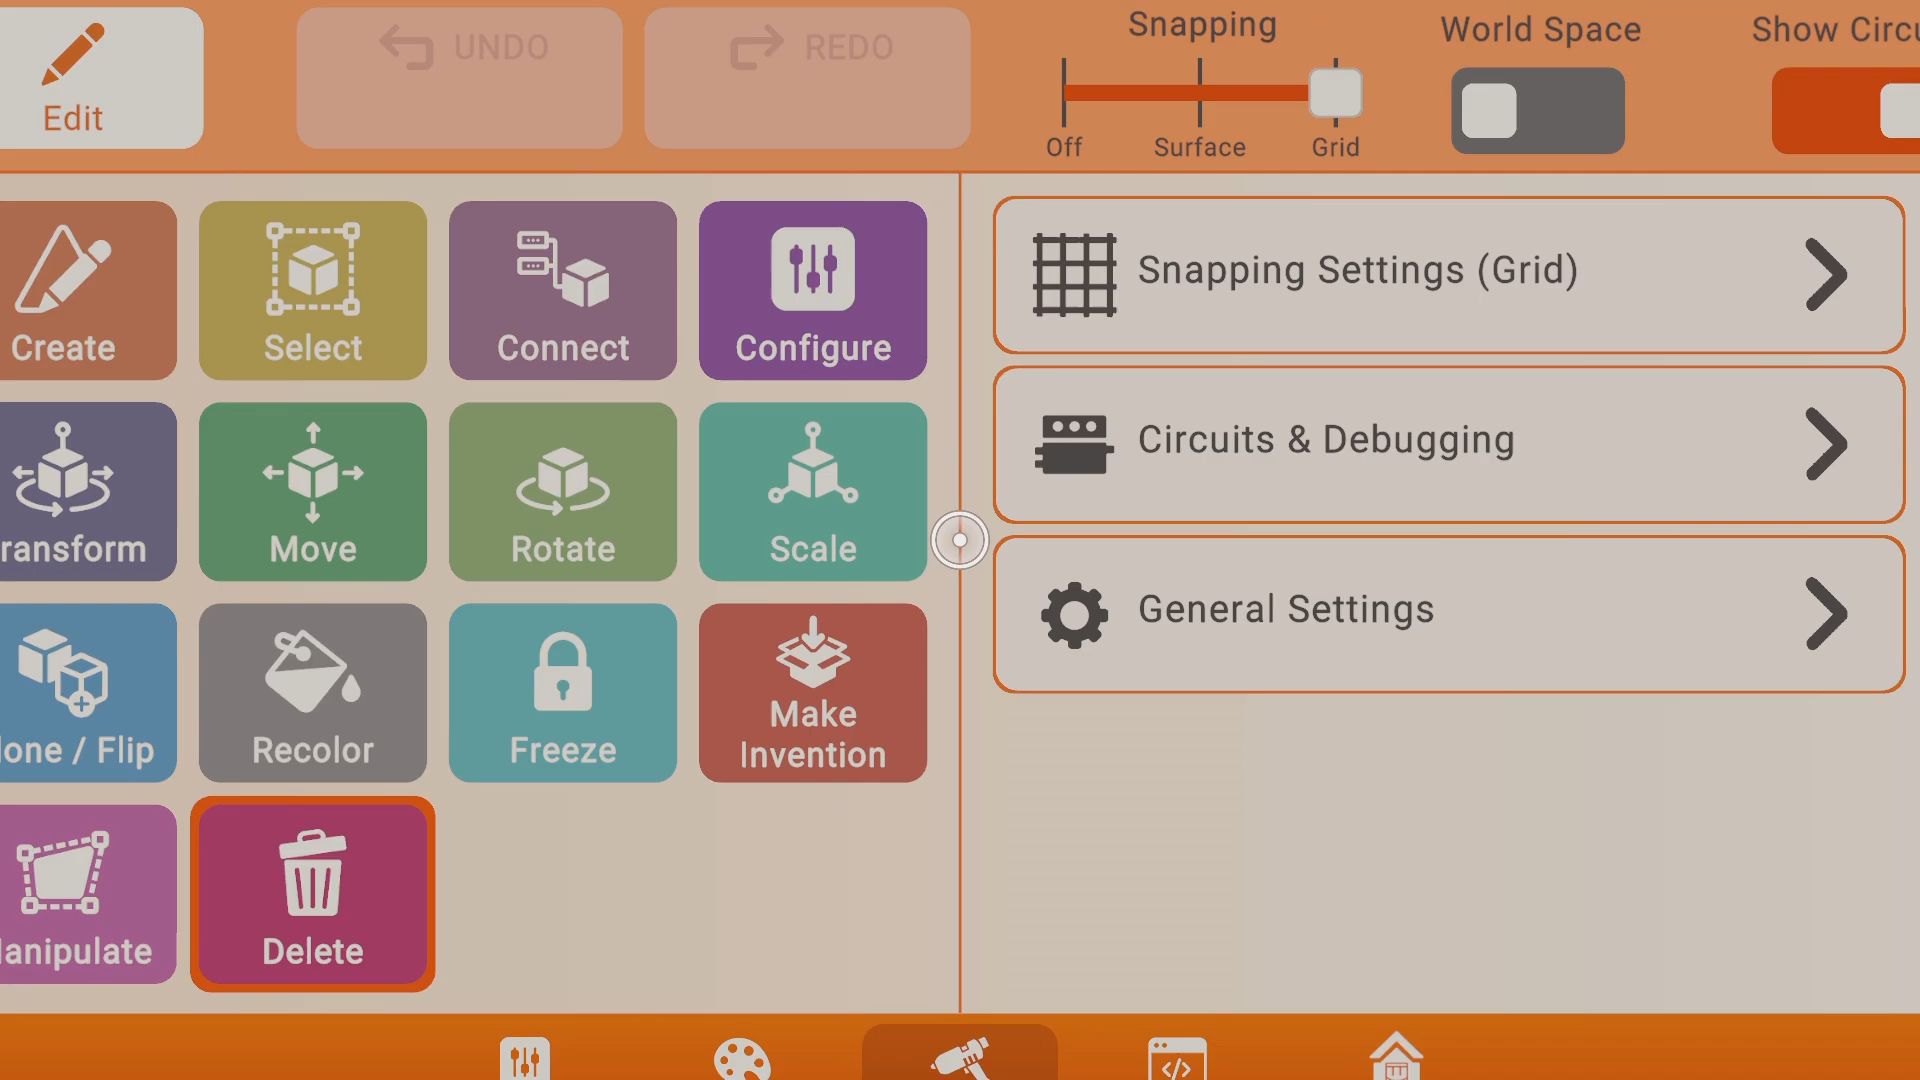 Edit
UNDO
REDO
Snapping
Off
Surface
Grid
World Space
Show Circu
Create
Select
Connect
Configure
ransform
Move
Rotate
Scale
lone / Flip
Recolor
Freeze
Make
Invention
anipulate
Delete
Snapping Settings (Grid)
Circuits & Debugging
General Settings